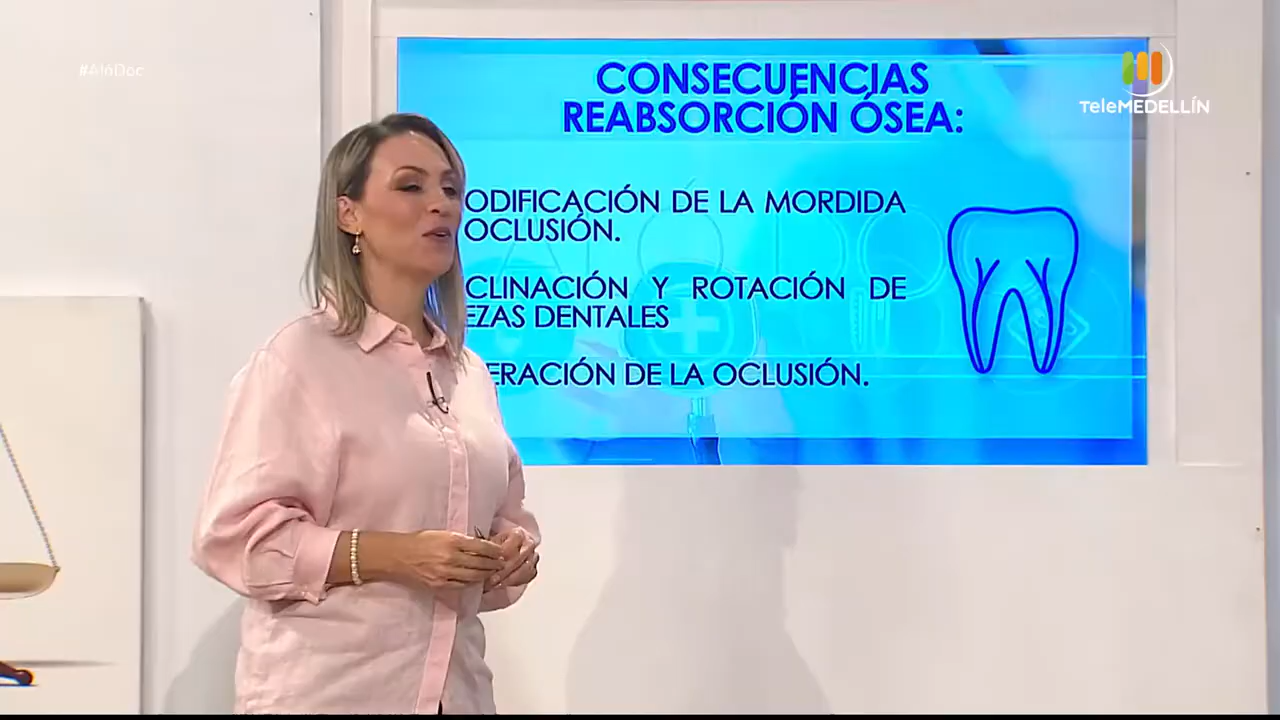 #AlóDoc
TeleMEDELLÍN
CONSECUENCIAS
REABSORCIÓN ÓSEA:
ODIFICACIÓN DE LA MORDIDA
OCLUSIÓN.
CLINACIÓN Y ROTACIÓN DE
EZAS DENTALES
ERACIÓN DE LA OCLUSIÓN.